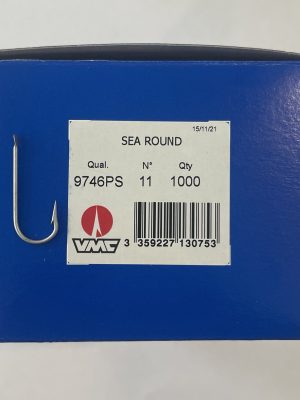 15/11/21
SEA ROUND
Qual. N° Qty
9746PS 11 1000
VMC
3 359227 130753